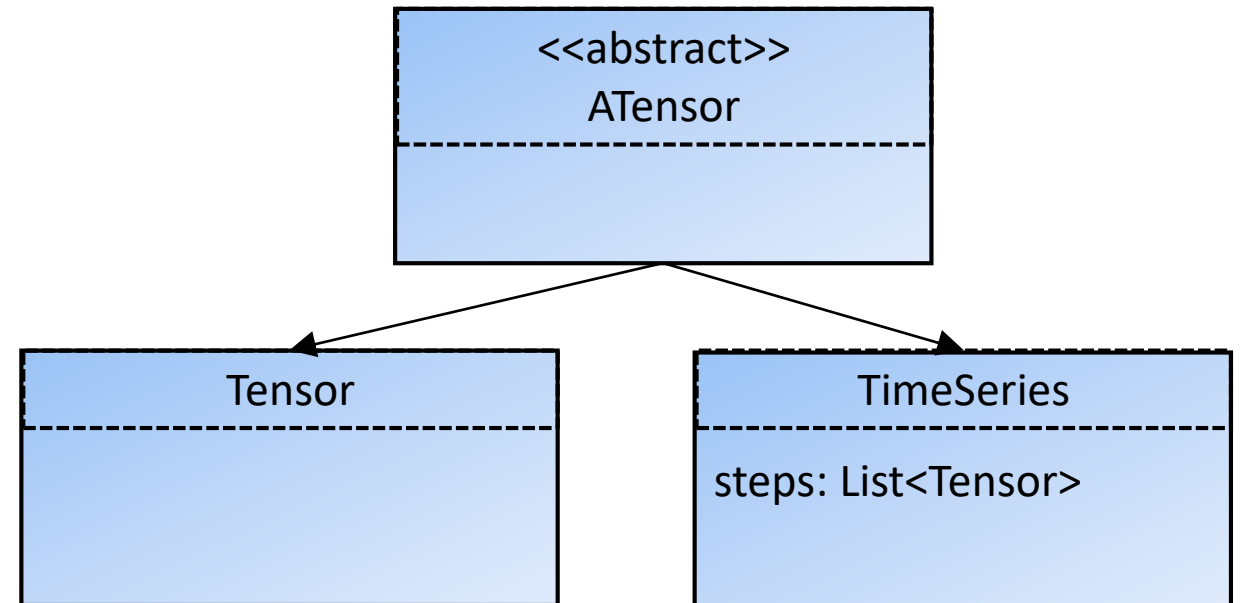 <<abstract>>
ATensor
Tensor
TimeSeries
steps: List<Tensor>